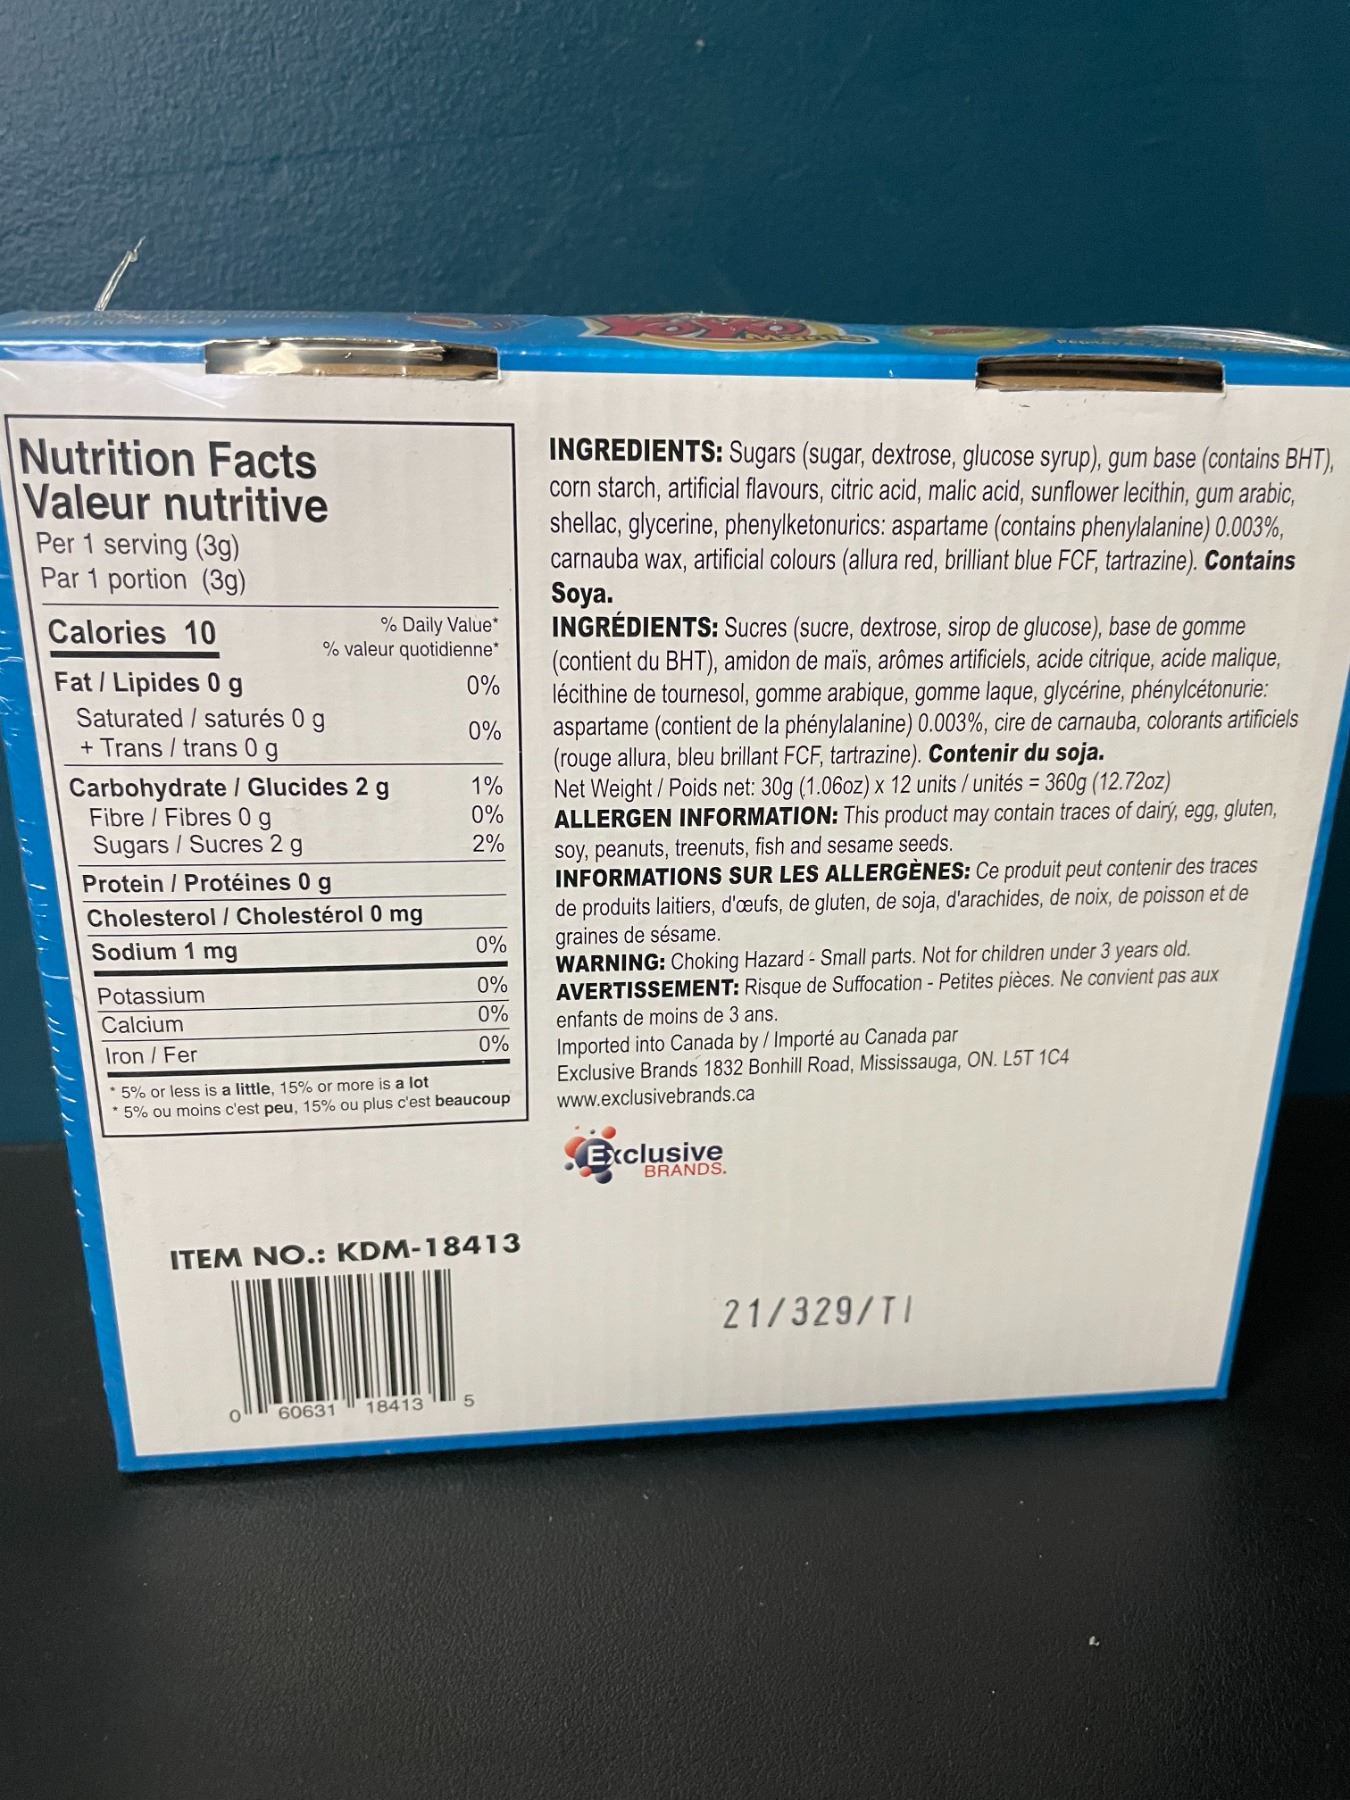 YOYO
Mania
Nutrition Facts
Valeur nutritive
Per 1 serving (3g)
Par 1 portion (3g)
Calories 10
% Daily Value*
% valeur quotidienne*
Fat / Lipides 0 g 0%
Saturated / saturés 0 g
+ Trans / trans 0 g 0%
Carbohydrate / Glucides 2 g 1%
Fibre / Fibres 0 g 0%
Sugars / Sucres 2 g 2%
Protein / Protéines 0 g
Cholesterol / Cholestérol 0 mg
Sodium 1 mg 0%
Potassium 0%
Calcium 0%
Iron / Fer 0%
* 5% or less is a little, 15% or more is a lot
* 5% ou moins c'est peu, 15% ou plus c'est beaucoup
INGREDIENTS: Sugars (sugar, dextrose, glucose syrup), gum base (contains BHT),
corn starch, artificial flavours, citric acid, malic acid, sunflower lecithin, gum arabic,
shellac, glycerine, phenylketonurics: aspartame (contains phenylalanine) 0.003%,
carnauba wax, artificial colours (allura red, brilliant blue FCF, tartrazine). Contains
Soya.
INGRÉDIENTS: Sucres (sucre, dextrose, sirop de glucose), base de gomme
(contient du BHT), amidon de maïs, arômes artificiels, acide citrique, acide malique,
lécithine de tournesol, gomme arabique, gomme laque, glycérine, phénylcétonurie:
aspartame (contient de la phénylalanine) 0.003%, cire de carnauba, colorants artificiels
(rouge allura, bleu brillant FCF, tartrazine). Contenir du soja.
Net Weight / Poids net: 30g (1.06oz) x 12 units / unités = 360g (12.72oz)
ALLERGEN INFORMATION: This product may contain traces of dairy, egg, gluten,
soy, peanuts, treenuts, fish and sesame seeds.
INFORMATIONS SUR LES ALLERGÈNES: Ce produit peut contenir des traces
de produits laitiers, d'œufs, de gluten, de soja, d'arachides, de noix, de poisson et de
graines de sésame.
WARNING: Choking Hazard - Small parts. Not for children under 3 years old.
AVERTISSEMENT: Risque de Suffocation - Petites pièces. Ne convient pas aux
enfants de moins de 3 ans.
Imported into Canada by / Importé au Canada par
Exclusive Brands 1832 Bonhill Road, Mississauga, ON. L5T 1C4
www.exclusivebrands.ca
Exclusive
BRANDS.
ITEM NO.: KDM-18413
0 60631 18413 5
21/329/TI